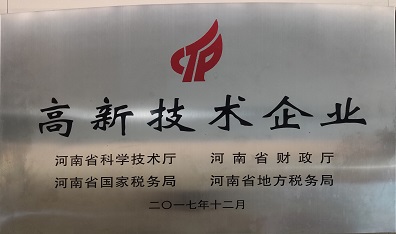 高新技术企业
河南省科学技术厅 河南省财政厅
河南省国家税务局 河南省地方税务局
二〇一七年十二月